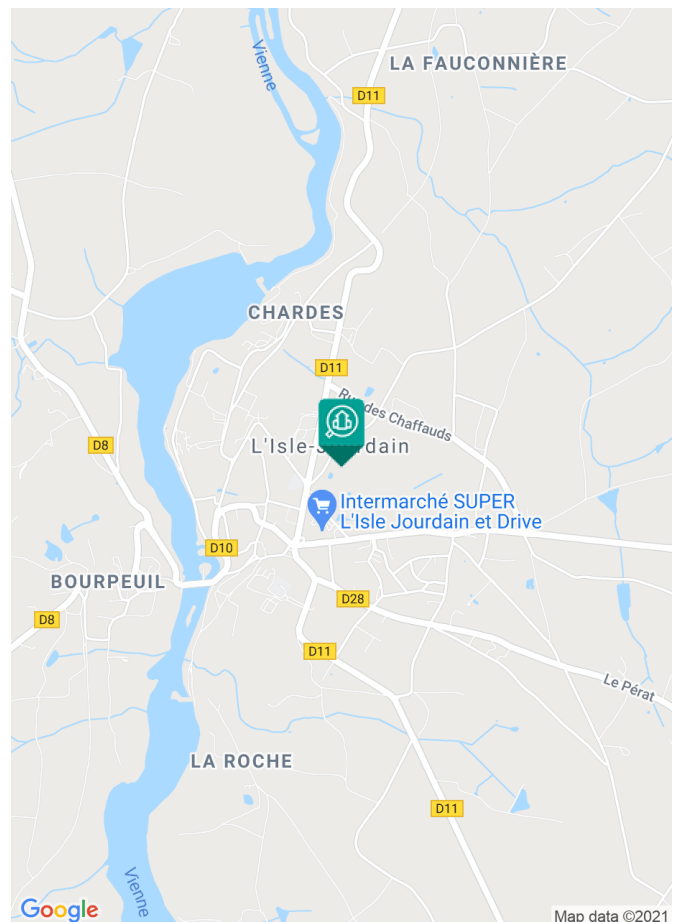 Vienne
LA FAUCONNIÈRE
D11
CHARDES
D11
Rue des Chaffauds
L'Isle-Jourdain
D8
Intermarché SUPER
L'Isle Jourdain et Drive
D10
BOURPEUIL
D28
D8
D11
Le Pérat
LA ROCHE
D11
Vienne
Google
Map data ©2021